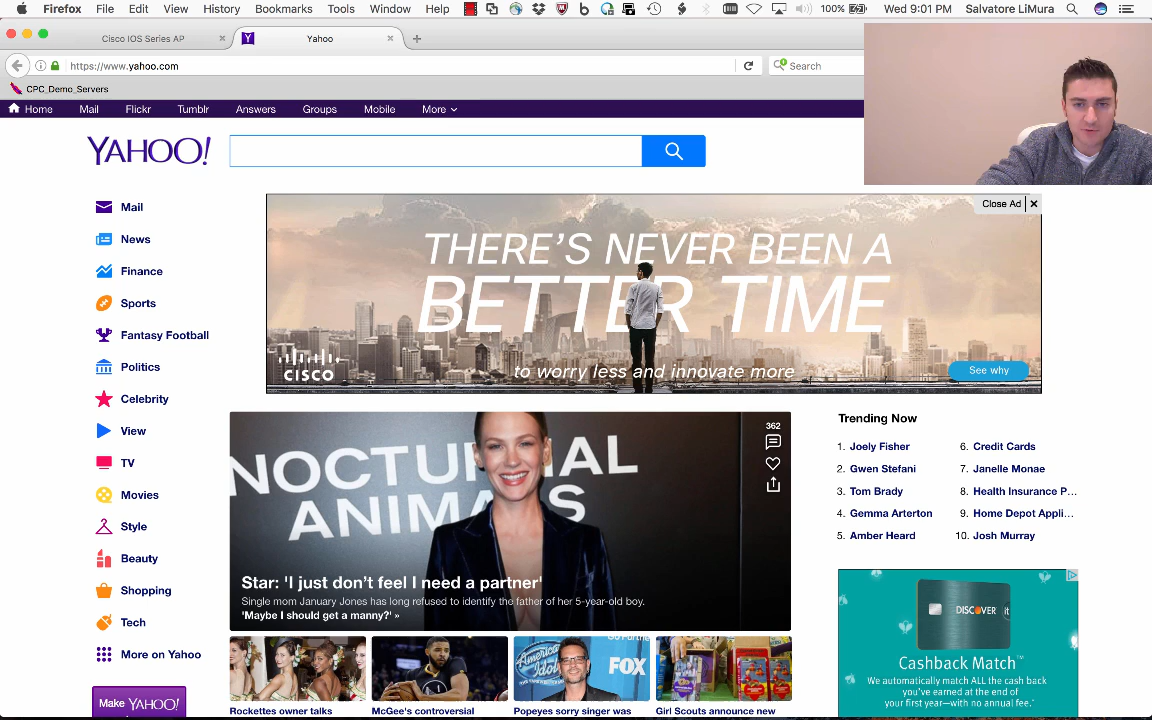 Firefox File Edit View History Bookmarks Tools Window Help 100% Wed 9:01 PM Salvatore LiMura
Cisco IOS Series AP
Yahoo
https://www.yahoo.com
Search
CPC_Demo_Servers
Home Mail Flickr Tumblr Answers Groups Mobile More
YAHOO!
Mail
News
Finance
Sports
Fantasy Football
Politics
Celebrity
View
TV
Movies
Style
Beauty
Shopping
Tech
More on Yahoo
Make YAHOO!
Close Ad
THERE'S NEVER BEEN A
BETTER TIME
to worry less and innovate more
CISCO
See why
NOCTURNAL
ANIMALS
362
Star: 'I just don't feel I need a partner'
Single mom January Jones has long refused to identify the father of her 5-year-old boy.
'Maybe I should get a manny?' »
AMERICAN Idol
FOX
Rockettes owner talks
McGee's controversial
Popeyes sorry singer was
Girl Scouts announce new
Trending Now
1. Joely Fisher
2. Gwen Stefani
3. Tom Brady
4. Gemma Arterton
5. Amber Heard
6. Credit Cards
7. Janelle Monae
8. Health Insurance P...
9. Home Depot Appli...
10. Josh Murray
DISCOVER it
Cashback Match™
We automatically match ALL the cash back
you've earned at the end of
your first year—with no annual fee.*